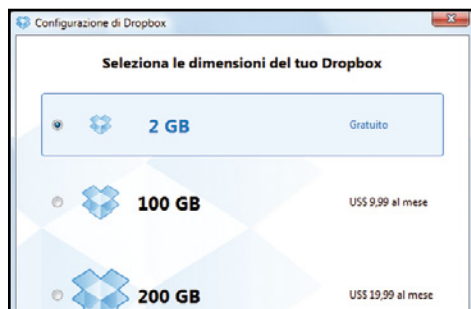 Configurazione di Dropbox
Seleziona le dimensioni del tuo Dropbox
2 GB Gratuito
100 GB US$ 9,99 al mese
200 GB US$ 19,99 al mese